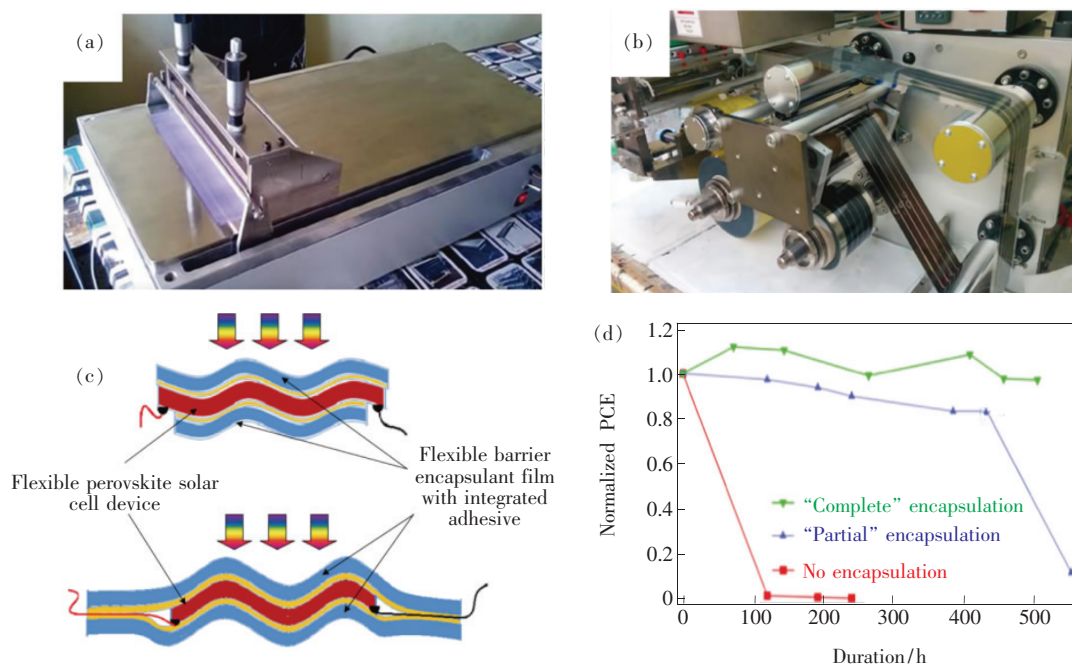 (a)
(b)
(c)
Flexible perovskite solar
cell device
Flexible barrier
encapsulant film
with integrated
adhesive
(d)
Normalized PCE
1.2
1.0
0.8
0.6
0.4
0.2
0
"Complete" encapsulation
"Partial" encapsulation
No encapsulation
0
100
200
300
400
500
Duration/h